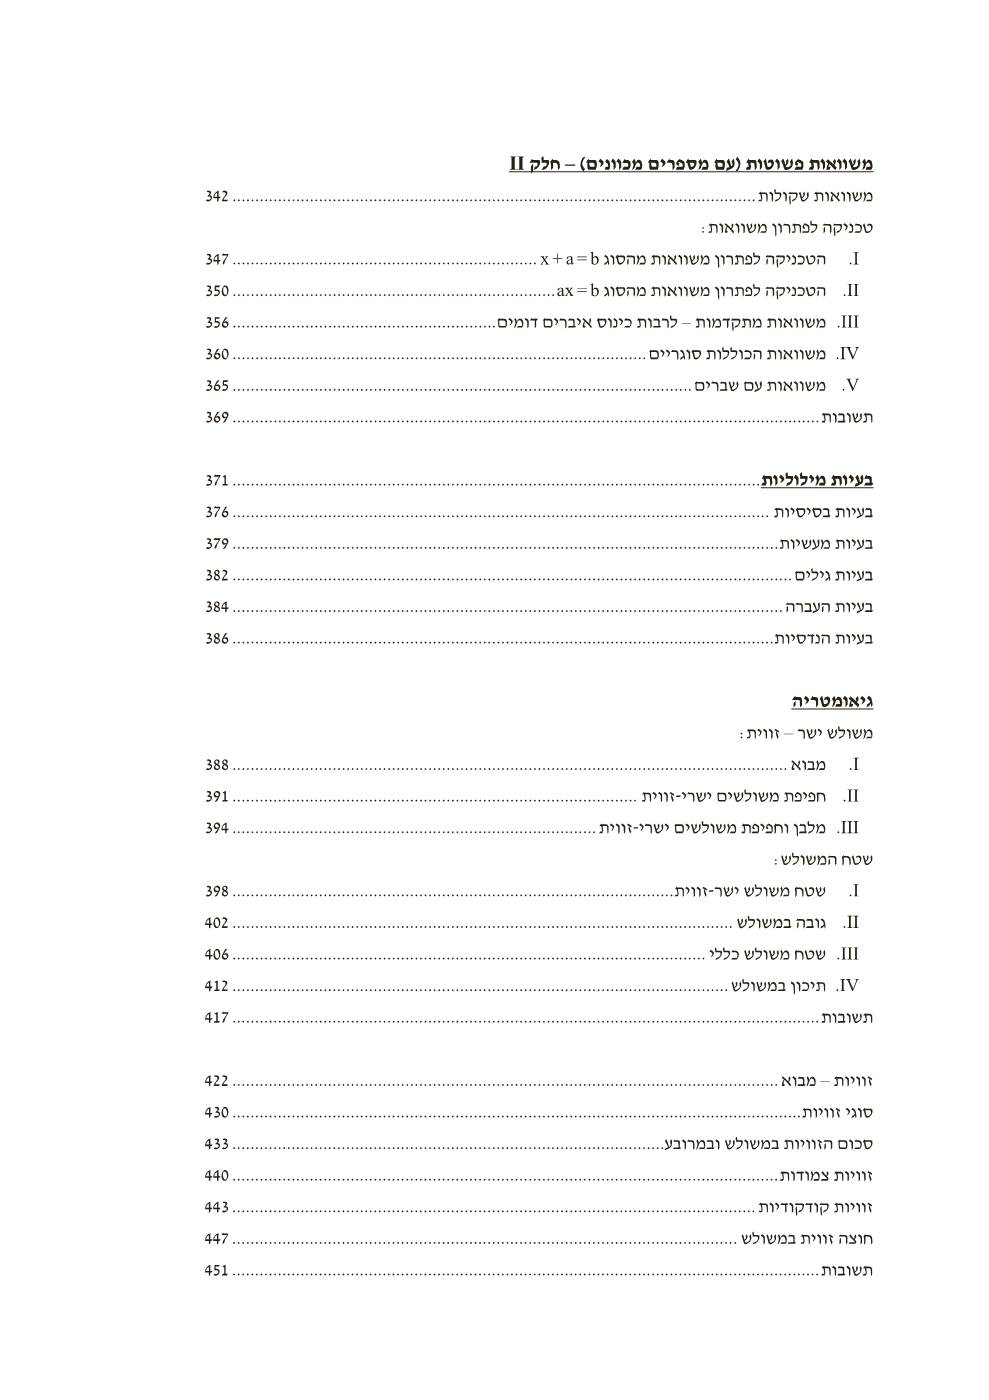 משוואות פשוטות (עם מספרים מכוונים) – חלק II
משוואות שקולות ........ 342
טכניקה לפתרון משוואות :
I. הטכניקה לפתרון משוואות מהסוג x + a = b ........ 347
II. הטכניקה לפתרון משוואות מהסוג ax = b ........ 350
III. משוואות מתקדמות – לרבות כינוס איברים דומים ........ 356
IV. משוואות הכוללות סוגריים ........ 360
V. משוואות עם שברים ........ 365
תשובות ........ 369
בעיות מילוליות ........ 371
בעיות בסיסיות ........ 376
בעיות מעשיות ........ 379
בעיות גילים ........ 382
בעיות העברה ........ 384
בעיות הנדסיות ........ 386
גיאומטריה
משולש ישר – זווית :
I. מבוא ........ 388
II. חפיפת משולשים ישרי-זווית ........ 391
III. מלבן וחפיפת משולשים ישרי-זווית ........ 394
שטח המשולש :
I. שטח משולש ישר-זווית ........ 398
II. גובה במשולש ........ 402
III. שטח משולש כללי ........ 406
IV. תיכון במשולש ........ 412
תשובות ........ 417
זוויות – מבוא ........ 422
סוגי זוויות ........ 430
סכום הזוויות במשולש ובמרובע ........ 433
זוויות צמודות ........ 440
זוויות קודקודיות ........ 443
חוצה זווית במשולש ........ 447
תשובות ........ 451